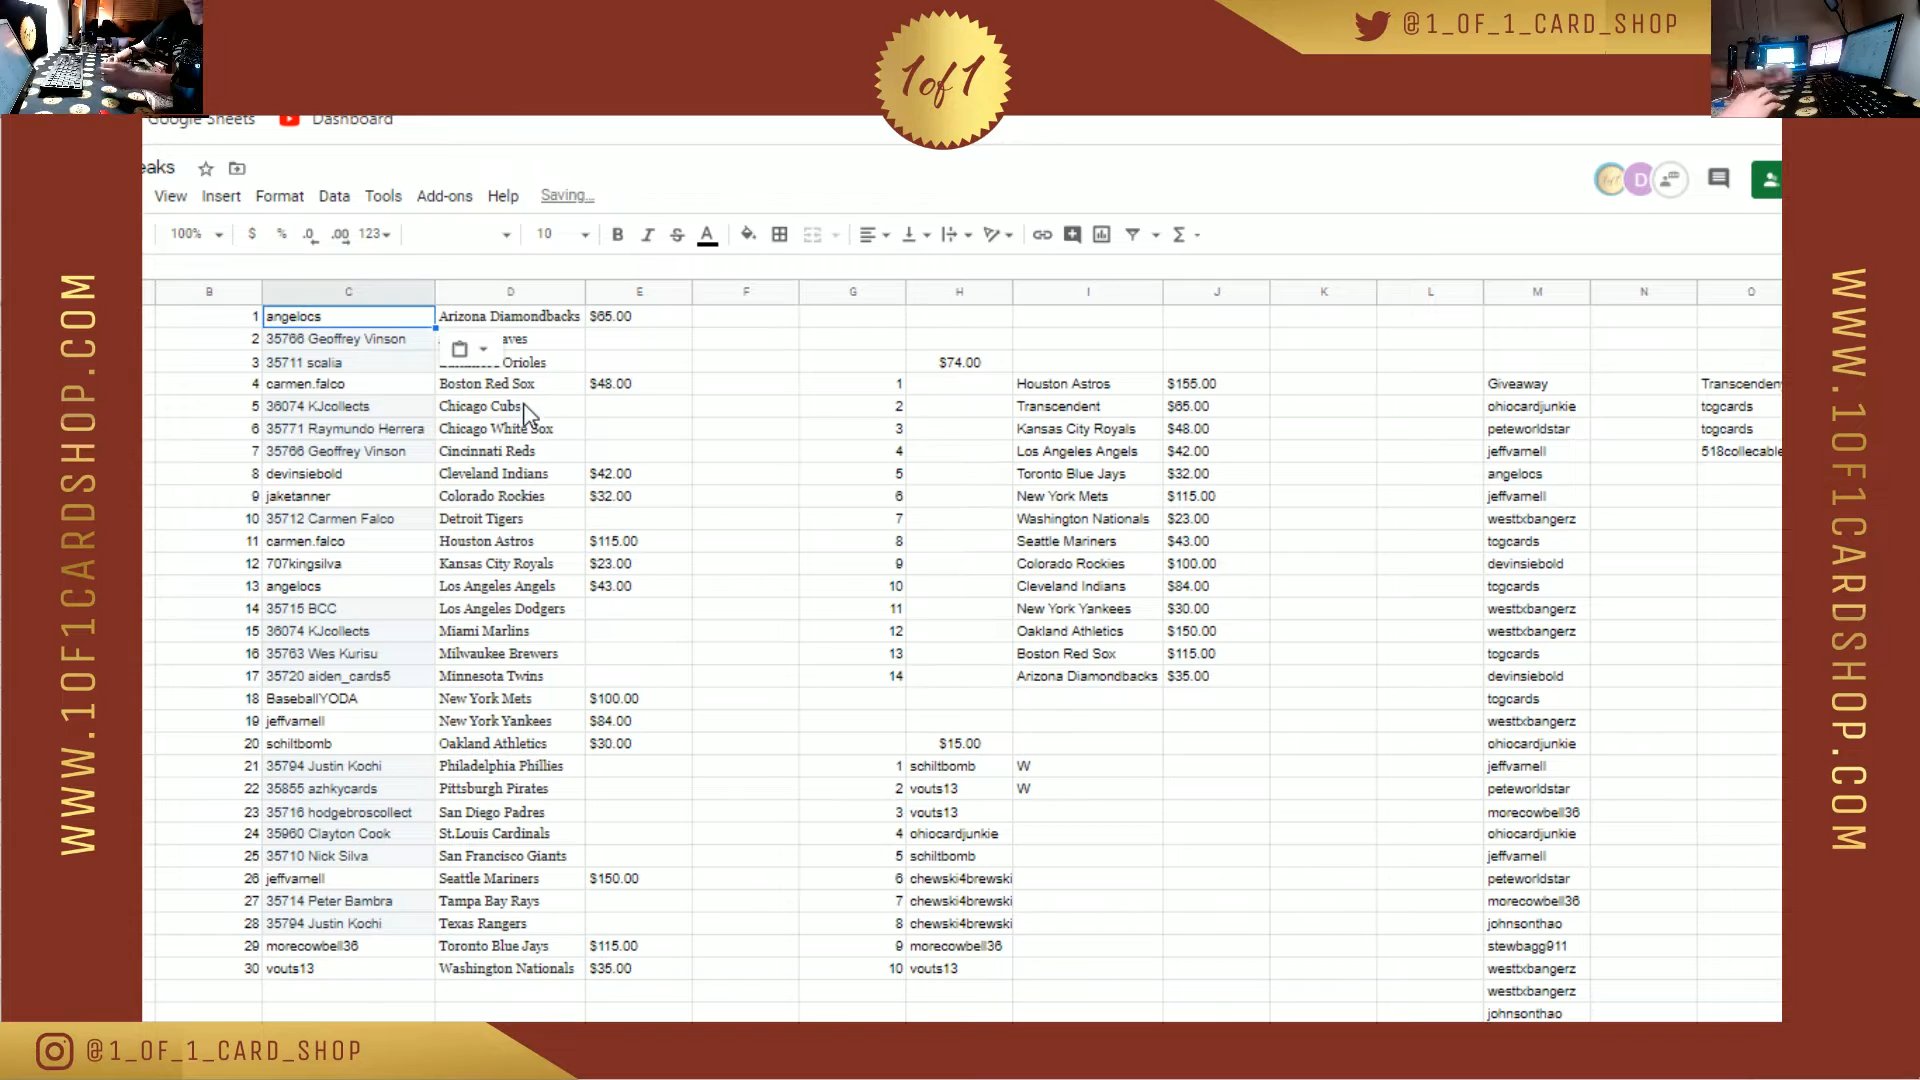 @1_OF_1_CARD_SHOP
1of1
Google Sheets Dashboard
eaks
View Insert Format Data Tools Add-ons Help Saving...
D
100% $ % .0 .00 123 10 B I S A
B C D E F G H I J K L M N O
1 angelocs Arizona Diamondbacks $65.00
2 35766 Geoffrey Vinson aves
3 35711 scalia Orioles $74.00
4 carmen.falco Boston Red Sox $48.00 1 Houston Astros $155.00 Giveaway Transcenden
5 36074 KJcollects Chicago Cubs 2 Transcendent $65.00 ohiocardjunkie tcgcards
6 35771 Raymundo Herrera Chicago White Sox 3 Kansas City Royals $48.00 peteworldstar tcgcards
7 35766 Geoffrey Vinson Cincinnati Reds 4 Los Angeles Angels $42.00 jeffvarnell 518collecable
8 devinsiebold Cleveland Indians $42.00 5 Toronto Blue Jays $32.00 angelocs
9 jaketanner Colorado Rockies $32.00 6 New York Mets $115.00 jeffvarnell
10 35712 Carmen Falco Detroit Tigers 7 Washington Nationals $23.00 westtxbangerz
11 carmen.falco Houston Astros $115.00 8 Seattle Mariners $43.00 tcgcards
12 707kingsilva Kansas City Royals $23.00 9 Colorado Rockies $100.00 devinsiebold
13 angelocs Los Angeles Angels $43.00 10 Cleveland Indians $84.00 tcgcards
14 35715 BCC Los Angeles Dodgers 11 New York Yankees $30.00 westtxbangerz
15 36074 KJcollects Miami Marlins 12 Oakland Athletics $150.00 westtxbangerz
16 35763 Wes Kurisu Milwaukee Brewers 13 Boston Red Sox $115.00 tcgcards
17 35720 aiden_cards5 Minnesota Twins 14 Arizona Diamondbacks $35.00 devinsiebold
18 BaseballYODA New York Mets $100.00 tcgcards
19 jeffvarnell New York Yankees $84.00 westtxbangerz
20 schiltbomb Oakland Athletics $30.00 $15.00 ohiocardjunkie
21 35794 Justin Kochi Philadelphia Phillies 1 schiltbomb W jeffvarnell
22 35855 azhkycards Pittsburgh Pirates 2 vouts13 W peteworldstar
23 35716 hodgebroscollect San Diego Padres 3 vouts13 morecowbell36
24 35960 Clayton Cook St.Louis Cardinals 4 ohiocardjunkie ohiocardjunkie
25 35710 Nick Silva San Francisco Giants 5 schiltbomb jeffvarnell
26 jeffvarnell Seattle Mariners $150.00 6 chewski4brewski peteworldstar
27 35714 Peter Bambra Tampa Bay Rays 7 chewski4brewski morecowbell36
28 35794 Justin Kochi Texas Rangers 8 chewski4brewski johnsonthao
29 morecowbell36 Toronto Blue Jays $115.00 9 morecowbell36 stewbagg911
30 vouts13 Washington Nationals $35.00 10 vouts13 westtxbangerz
westtxbangerz
johnsonthao
WWW.1OF1CARDSHOP.COM
WWW.1OF1CARDSHOP.COM
@1_OF_1_CARD_SHOP